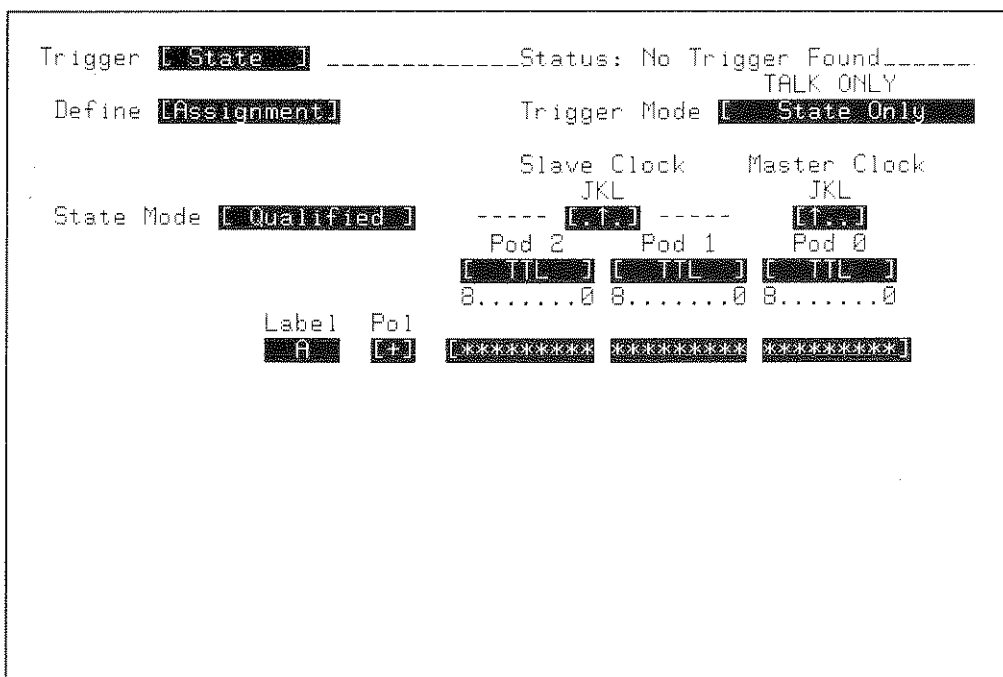 Trigger [ State ] _____________Status: No Trigger Found______
TALK ONLY
Define [Assignment] Trigger Mode [ State Only
Slave Clock Master Clock
JKL JKL
State Mode [ Qualified ] ----- [.↑.] ----- [↑..]
Pod 2 Pod 1 Pod 0
[ TTL ] [ TTL ] [ TTL ]
8.......0 8.......0 8.......0
Label Pol
A [+] [********* ********* *********]